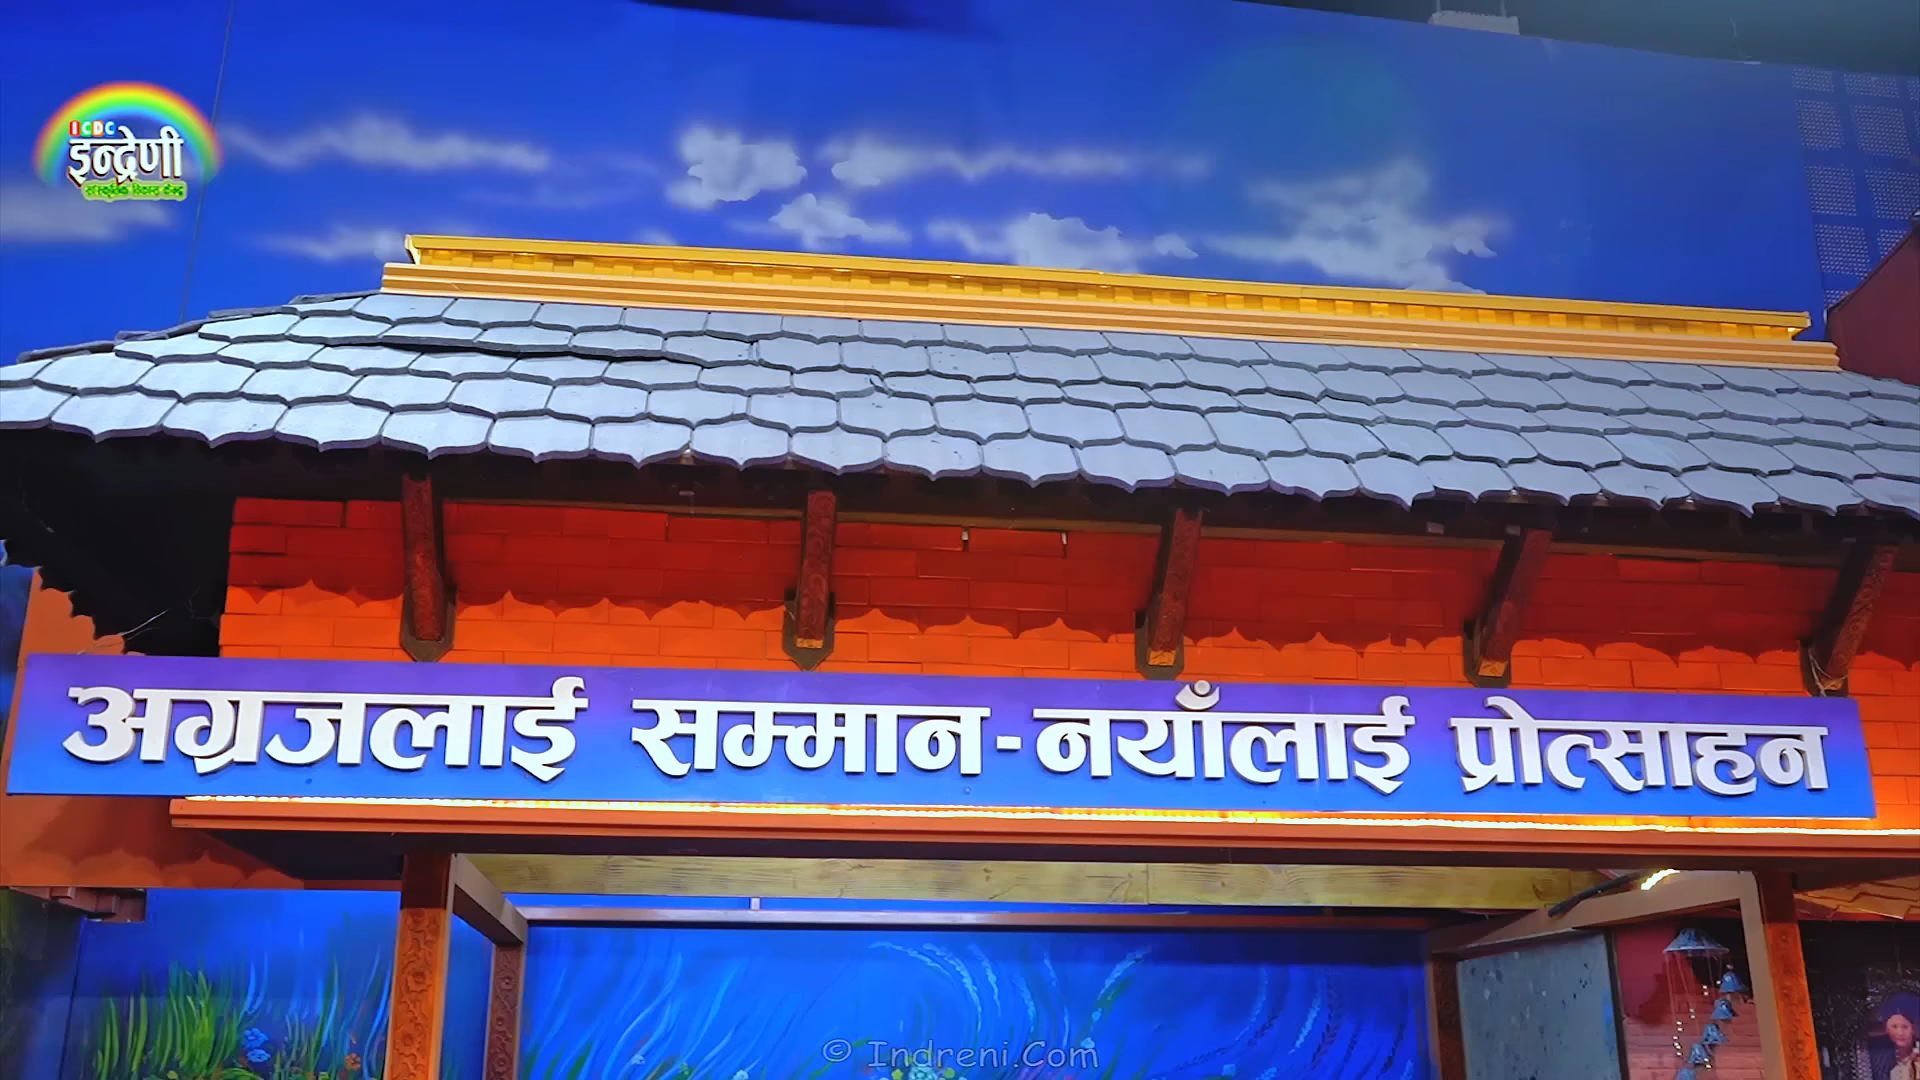 ICDC
इन्द्रेणी
सांस्कृतिक विकास केन्द्र
अग्रजलाई सम्मान - नयाँलाई प्रोत्साहन
© Indreni.Com